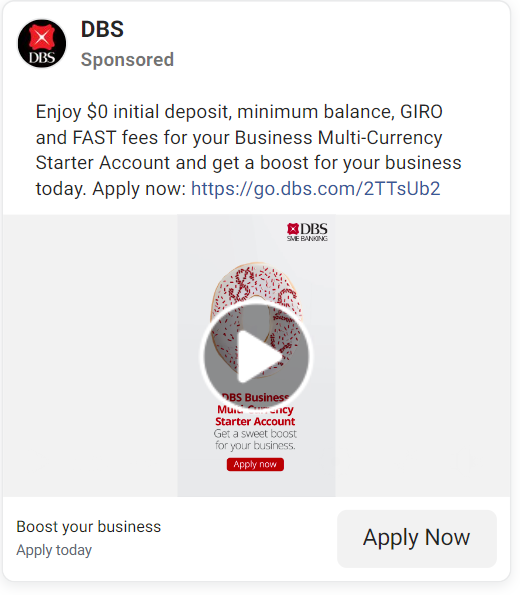 DBS
DBS
Sponsored
Enjoy $0 initial deposit, minimum balance, GIRO
and FAST fees for your Business Multi-Currency
Starter Account and get a boost for your business
today. Apply now: https://go.dbs.com/2TTsUb2
DBS
SME BANKING
DBS Business
Multi-Currency
Starter Account
Get a sweet boost
for your business.
Apply now
Boost your business
Apply today
Apply Now